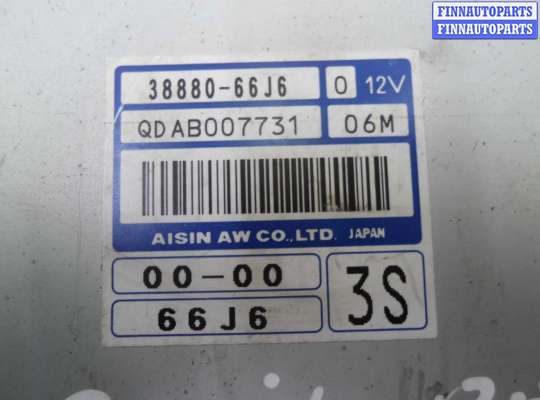 FINNAUTOPARTS
FINNAUTOPARTS
38880-66J6 0 12V
QDAB007731 06M
AISIN AW CO.,LTD. JAPAN
00-00
66J6
3S